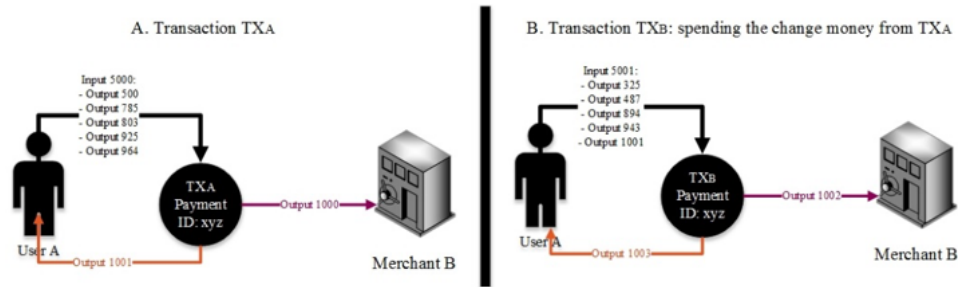 A. Transaction TXA
Input 5000:
- Output 500
- Output 785
- Output 803
- Output 925
- Output 964
TXA
Payment
ID: xyz
Output 1000
User A
Output 1001
Merchant B
B. Transaction TXB: spending the change money from TXA
Input 5001:
- Output 325
- Output 487
- Output 894
- Output 943
- Output 1001
TXB
Payment
ID: xyz
Output 1002
User A
Output 1003
Merchant B